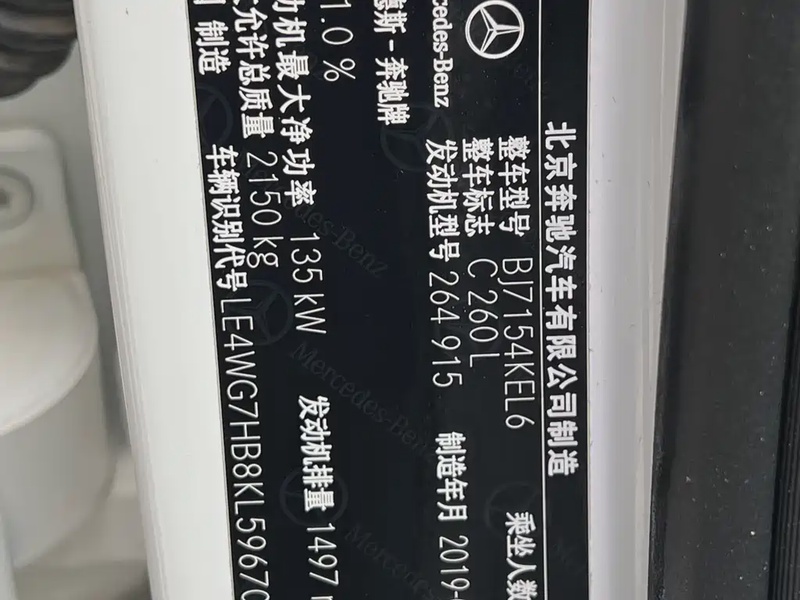 北京奔驰汽车有限公司制造
Mercedes-Benz
整车型号 BJ7154KEL6 乘坐人数
整车标志 C 260 L
发动机型号 264 915 制造年月 2019-
德斯-奔驰牌
1.0 %
机最大净功率 135 kW 发动机排量 1497
允许总质量 2150 kg
制造
车辆识别代号 LE4WG7HB8KL5967